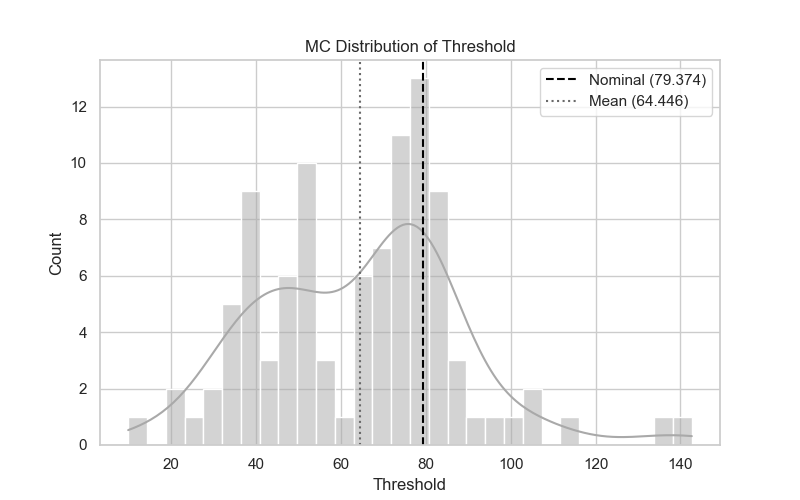 MC Distribution of Threshold
Nominal (79.374)
Mean (64.446)
Count
12
10
8
6
4
2
0
20 40 60 80 100 120 140
Threshold